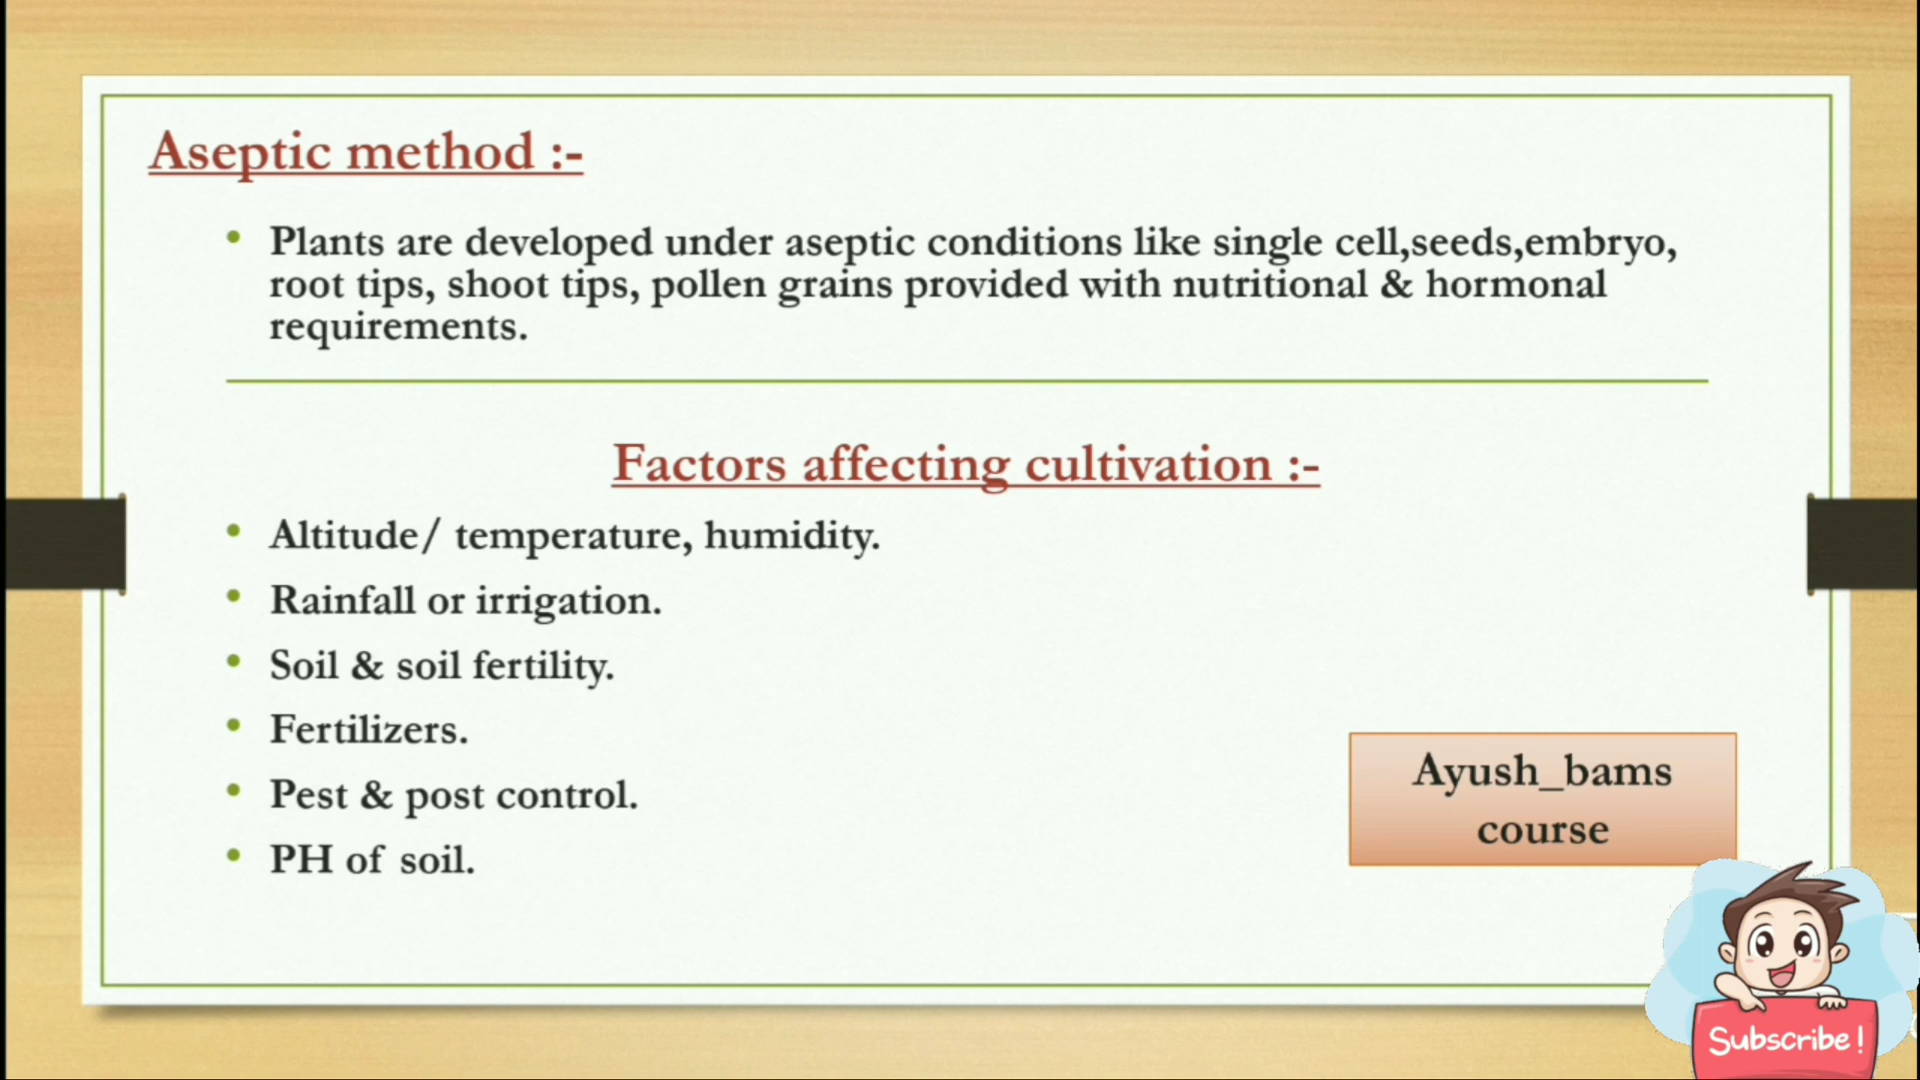 Aseptic method :-
• Plants are developed under aseptic conditions like single cell,seeds,embryo,
root tips, shoot tips, pollen grains provided with nutritional & hormonal
requirements.
Factors affecting cultivation :-
• Altitude/ temperature, humidity.
• Rainfall or irrigation.
• Soil & soil fertility.
• Fertilizers.
• Pest & post control.
• PH of soil.
Ayush_bams
course
Subscribe!